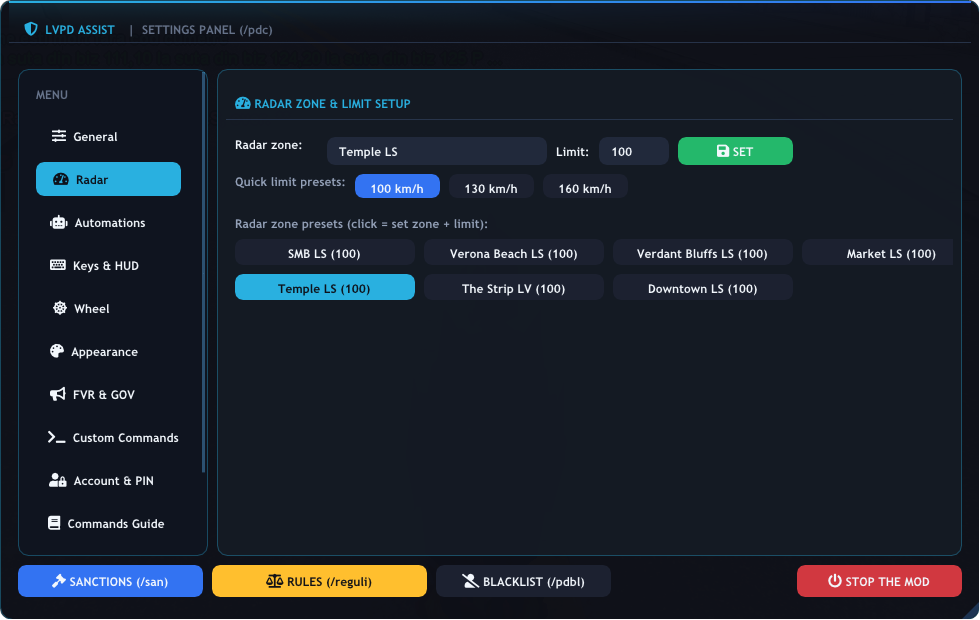 LVPD ASSIST | SETTINGS PANEL (/pdc)
MENU
General
Radar
Automations
Keys & HUD
Wheel
Appearance
FVR & GOV
Custom Commands
Account & PIN
Commands Guide
RADAR ZONE & LIMIT SETUP
Radar zone: Temple LS Limit: 100 SET
Quick limit presets: 100 km/h 130 km/h 160 km/h
Radar zone presets (click = set zone + limit):
SMB LS (100) Verona Beach LS (100) Verdant Bluffs LS (100) Market LS (100)
Temple LS (100) The Strip LV (100) Downtown LS (100)
SANCTIONS (/san) RULES (/reguli) BLACKLIST (/pdbl) STOP THE MOD